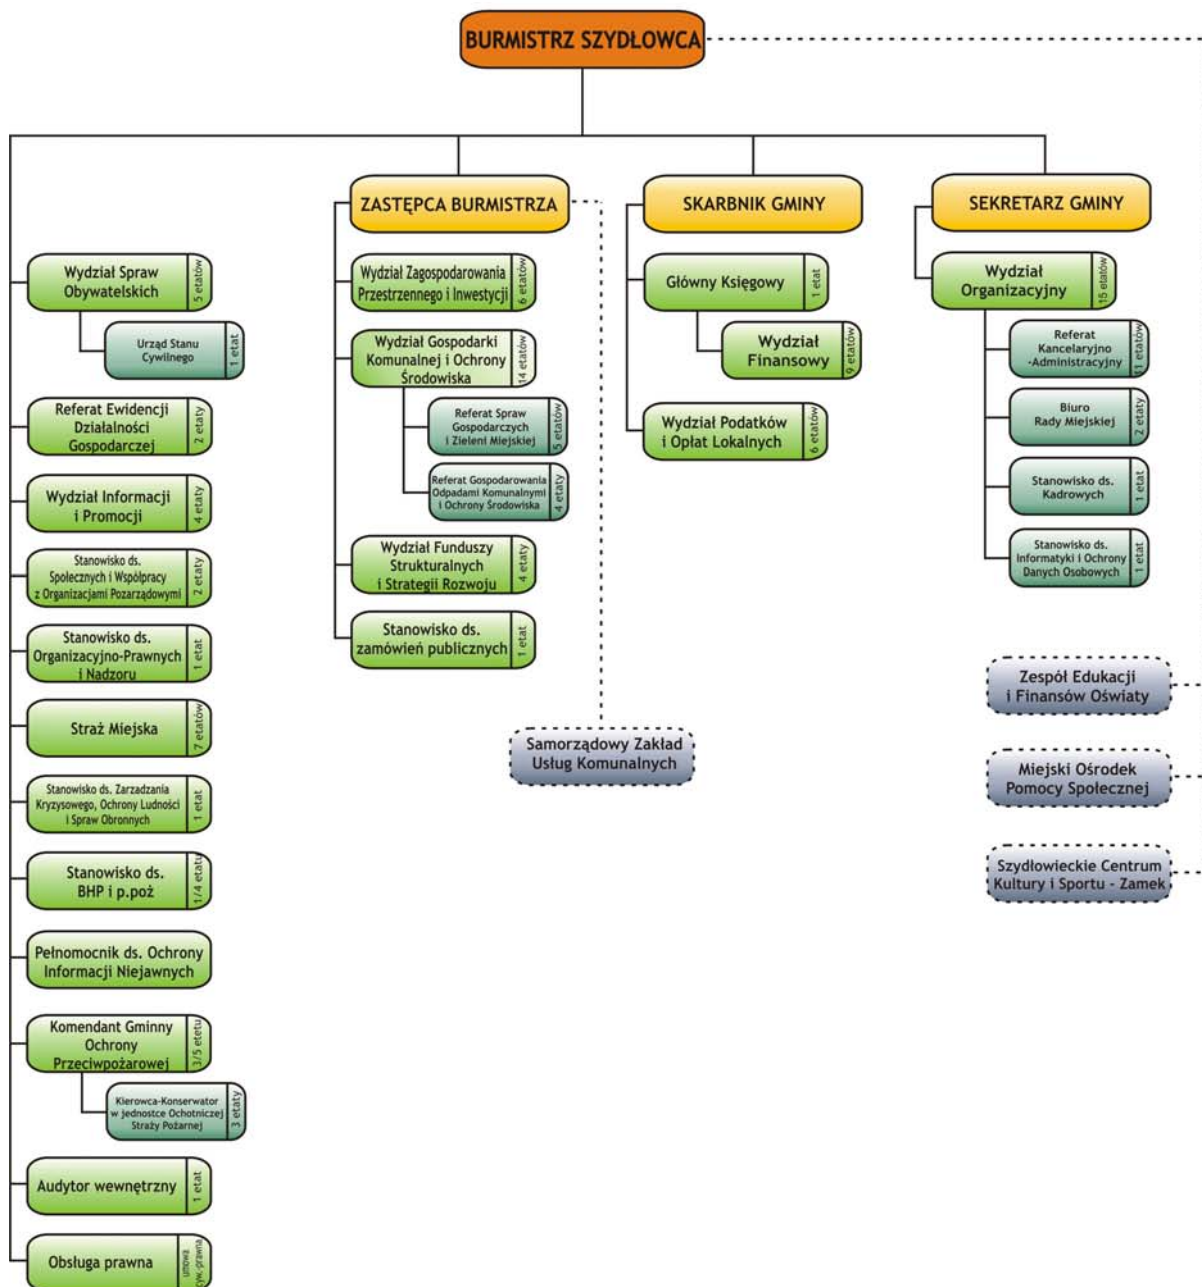 BURMISTRZ SZYDŁOWCA
ZASTĘPCA BURMISTRZA
SKARBNIK GMINY
SEKRETARZ GMINY
Wydział Spraw
Obywatelskich
5 etatów
Urząd Stanu
Cywilnego
1 etat
Referat Ewidencji
Działalności
Gospodarczej
2 etaty
Wydział Informacji
i Promocji
4 etaty
Stanowisko ds.
Społecznych i Współpracy
z Organizacjami Pozarządowymi
2 etaty
Stanowisko ds.
Organizacyjno-Prawnych
i Nadzoru
1 etat
Straż Miejska
7 etatów
Stanowisko ds. Zarzadzania
Kryzysowego, Ochrony Ludności
i Spraw Obronnych
1 etat
Stanowisko ds.
BHP i p.poż
1/4 etatu
Pełnomocnik ds. Ochrony
Informacji Niejawnych
Komendant Gminny
Ochrony
Przeciwpożarowej
3/5 etetu
Kierowca-Konserwator
w jednostce Ochotniczej
Straży Pożarnej
3 etaty
Audytor wewnętrzny
1 etat
Obsługa prawna
umowa
cyw.-prawna
Wydział Zagospodarowania
Przestrzennego i Inwestycji
6 etatów
Wydział Gospodarki
Komunalnej i Ochrony
Środowiska
14 etatów
Referat Spraw
Gospodarczych
i Zieleni Miejskiej
5 etatów
Referat Gospodarowania
Odpadami Komunalnymi
i Ochrony Środowiska
4 etaty
Wydział Funduszy
Strukturalnych
i Strategii Rozwoju
4 etaty
Stanowisko ds.
zamówień publicznych
1 etat
Samorządowy Zakład
Usług Komunalnych
Główny Księgowy
1 etat
Wydział
Finansowy
9 etatów
Wydział Podatków
i Opłat Lokalnych
6 etatów
Wydział
Organizacyjny
15 etatów
Referat
Kancelaryjno
-Administracyjny
11 etatów
Biuro
Rady Miejskiej
2 etaty
Stanowisko ds.
Kadrowych
1 etat
Stanowisko ds.
Informatyki i Ochrony
Danych Osobowych
1 etat
Zespół Edukacji
i Finansów Oświaty
Miejski Ośrodek
Pomocy Społecznej
Szydłowieckie Centrum
Kultury i Sportu - Zamek